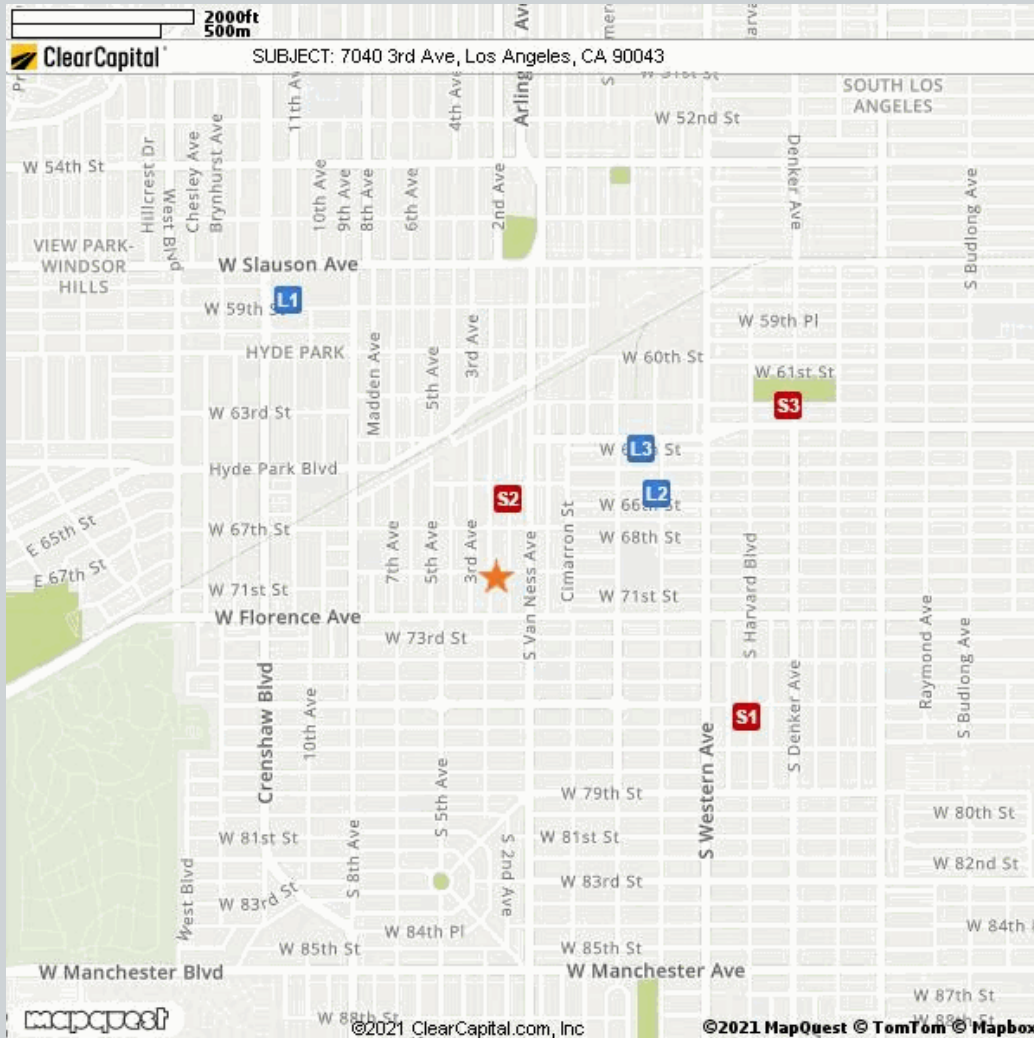 2000ft
500m
ClearCapital
SUBJECT: 7040 3rd Ave, Los Angeles, CA 90043
SOUTH LOS
ANGELES
11th Av
4th Ave
Arling
Ave
W 51st St
W 52nd St
W 54th St
Hillcrest Dr
West Blvd
Chesley Ave
Brynhurst Ave
10th Ave
9th Ave
8th Ave
6th Ave
2nd Ave
Denker Ave
S Budlong Ave
VIEW PARK-
WINDSOR
HILLS
W Slauson Ave
L1
W 59th S
W 59th Pl
HYDE PARK
Madden Ave
5th Ave
3rd Ave
W 60th St
W 61st St
S3
W 63rd St
L3
Hyde Park Blvd
S2
L2
W 66th St
E 65th St
W 67th St
W 68th St
E 67th St
7th Ave
5th Ave
3rd Ave
S Van Ness Ave
Cimarron St
S Harvard Blvd
W 71st St
W 71st St
W Florence Ave
W 73rd St
Raymond Ave
S Budlong Ave
Crenshaw Blvd
10th Ave
S1
S Denker Ave
S Western Ave
S 5th Ave
W 79th St
W 80th St
W 81st St
S 8th Ave
S 2nd Ave
W 81st St
W 82nd St
West Blvd
W 83rd St
W 83rd St
W 84th Pl
W 84th
W 85th St
W 85th St
W Manchester Blvd
W Manchester Ave
W 87th St
mapquest
W 88th St
W 88th St
©2021 ClearCapital.com, Inc
©2021 MapQuest © TomTom © Mapbox